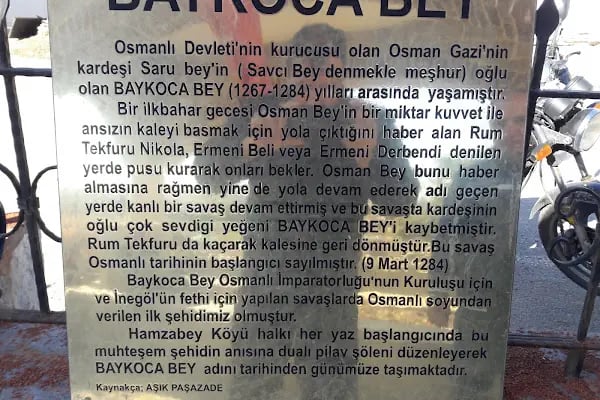 BAYKOCA BEY
Osmanlı Devleti'nin kurucusu olan Osman Gazi'nin
kardeşi Saru bey'in ( Savcı Bey denmekle meşhur) oğlu
olan BAYKOCA BEY (1267-1284) yılları arasında yaşamıştır.
Bir ilkbahar gecesi Osman Bey'in bir miktar kuvvet ile
ansızın kaleyi basmak için yola çıktığını haber alan Rum
Tekfuru Nikola, Ermeni Beli veya Ermeni Derbendi denilen
yerde pusu kurarak onları bekler. Osman Bey bunu haber
almasına rağmen yine de yola devam ederek adı geçen
yerde kanlı bir savaş devam ettirmiş ve bu savaşta kardeşinin
oğlu çok sevdigi yeğeni BAYKOCA BEY'i kaybetmiştir.
Rum Tekfuru da kaçarak kalesine geri dönmüştür.Bu savaş
Osmanlı tarihinin başlangıcı sayılmıştır. (9 Mart 1284)
Baykoca Bey Osmanlı İmparatorluğu'nun Kuruluşu için
ve İnegöl'ün fethi için yapılan savaşlarda Osmanlı soyundan
verilen ilk şehidimiz olmuştur.
Hamzabey Köyü halkı her yaz başlangıcında bu
muhteşem şehidin anısına dualı pilav şöleni düzenleyerek
BAYKOCA BEY adını tarihinden günümüze taşımaktadır.
Kaynakça; AŞIK PAŞAZADE